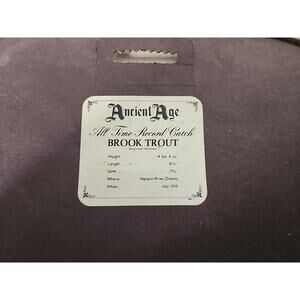 Ancient Age
All Time Record Catch
BROOK TROUT
Weight 14 lbs. 8 oz.
Length
Girth
Where: Nipigon River, Ontario
When: July 1916